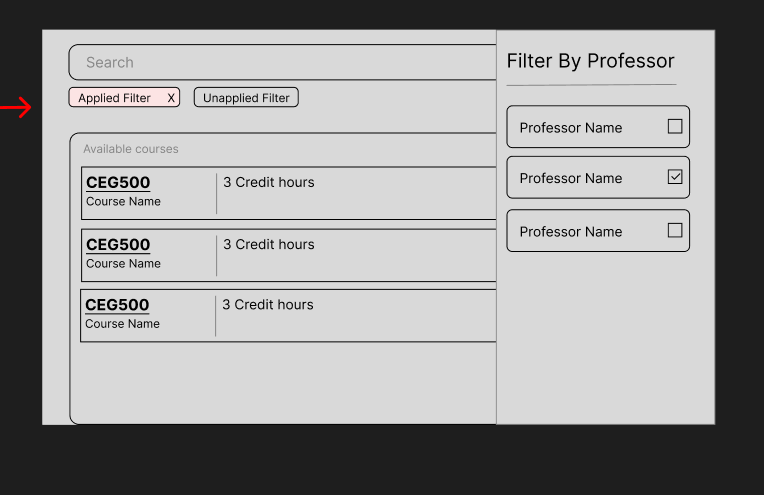 Search
Applied Filter X
Unapplied Filter
Available courses
CEG500
Course Name
3 Credit hours
CEG500
Course Name
3 Credit hours
CEG500
Course Name
3 Credit hours
Filter By Professor
Professor Name
Professor Name
Professor Name